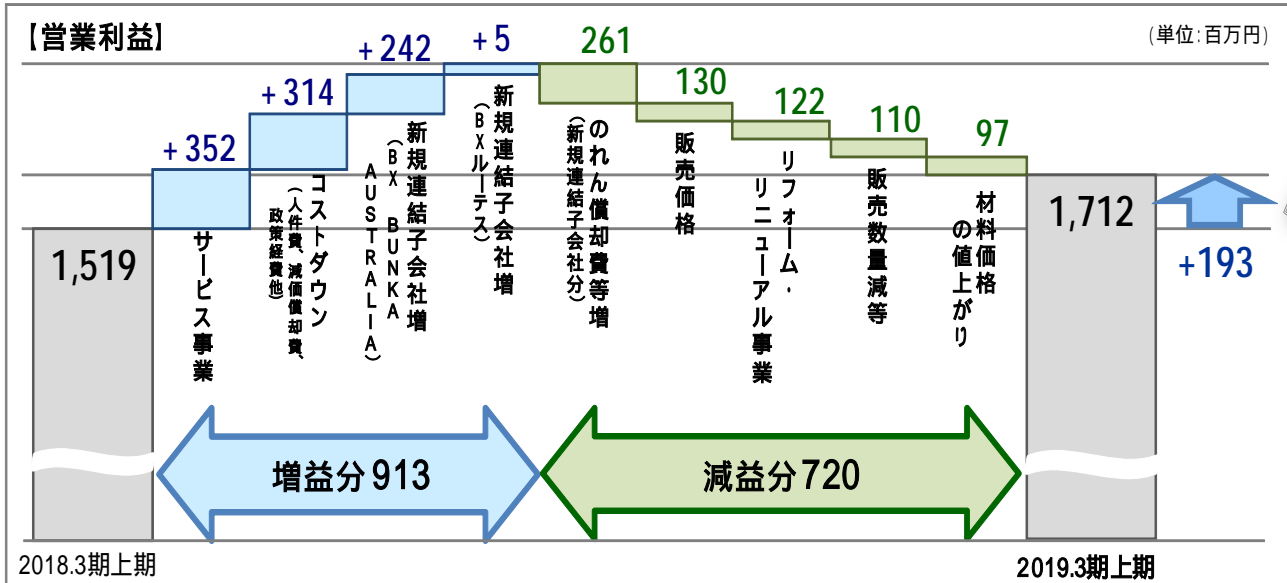 【営業利益】
(単位:百万円)
+352
+314
+242
+5
261
130
122
110
97
1,519
サービス事業
コストダウン
(人件費、減価償却費、
政策経費他)
新規連結子会社増
(BX BUNKA
AUSTRALIA)
新規連結子会社増
(BXルーテス)
のれん償却費等増
(新規連結子会社分)
販売価格
リフォーム・
リニューアル事業
販売数量減等
材料価格
の値上がり
1,712
+193
増益分913
減益分720
2018.3期上期
2019.3期上期